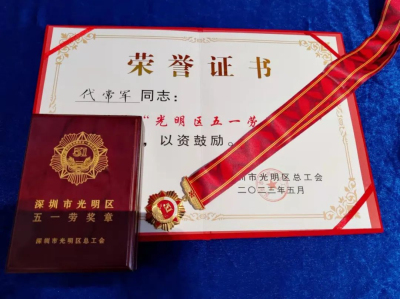 荣誉证书
代常军同志：
“光明区五一劳
，以资鼓励。
圳市光明区总工会
二〇二三年五月
51
深圳市光明区
五一劳奖章
深圳市光明区总工会